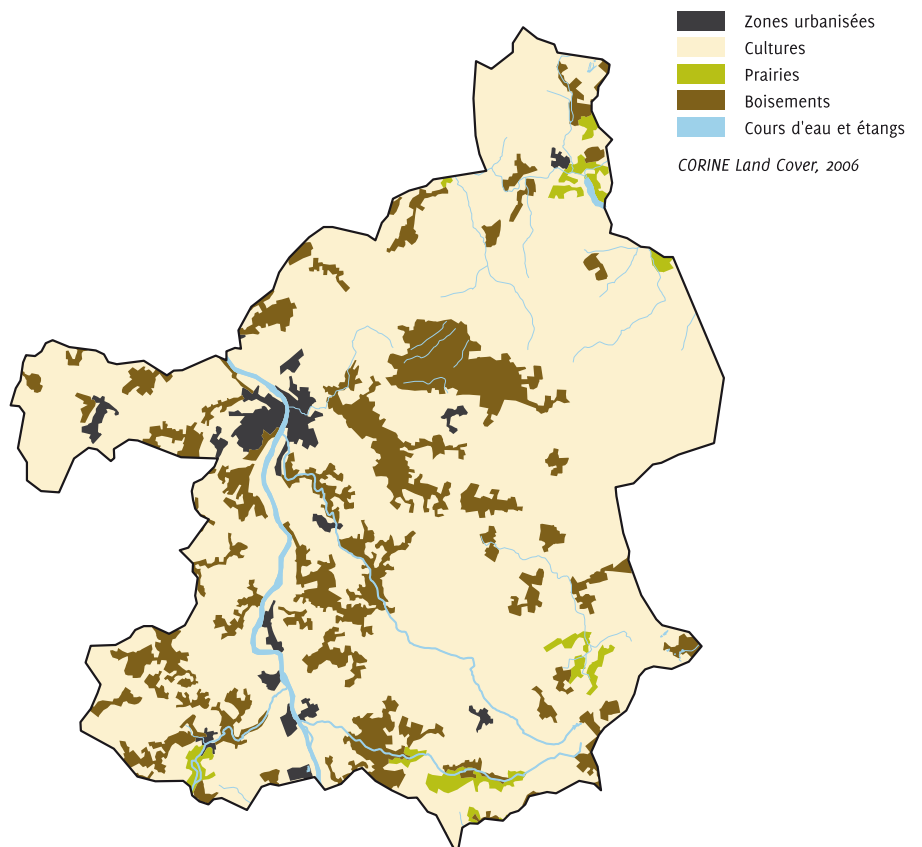 Zones urbanisées
Cultures
Prairies
Boisements
Cours d'eau et étangs
CORINE Land Cover, 2006